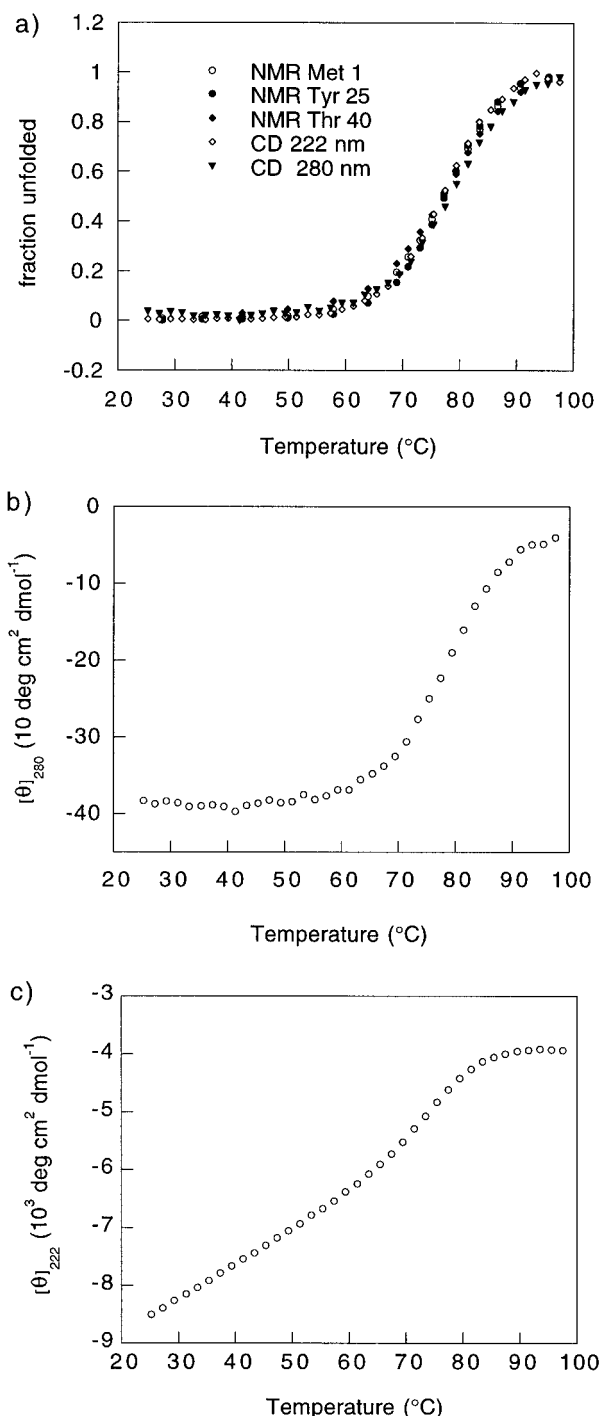 a)
1.2
1
0.8
0.6
0.4
0.2
0
-0.2
fraction unfolded
NMR Met 1
NMR Tyr 25
NMR Thr 40
CD 222 nm
CD 280 nm
20 30 40 50 60 70 80 90 100
Temperature (°C)
b)
0
-10
-20
-30
-40
[θ]280 (10 deg cm² dmol⁻¹)
20 30 40 50 60 70 80 90 100
Temperature (°C)
c)
-3
-4
-5
-6
-7
-8
-9
[θ]222 (10³ deg cm² dmol⁻¹)
20 30 40 50 60 70 80 90 100
Temperature (°C)